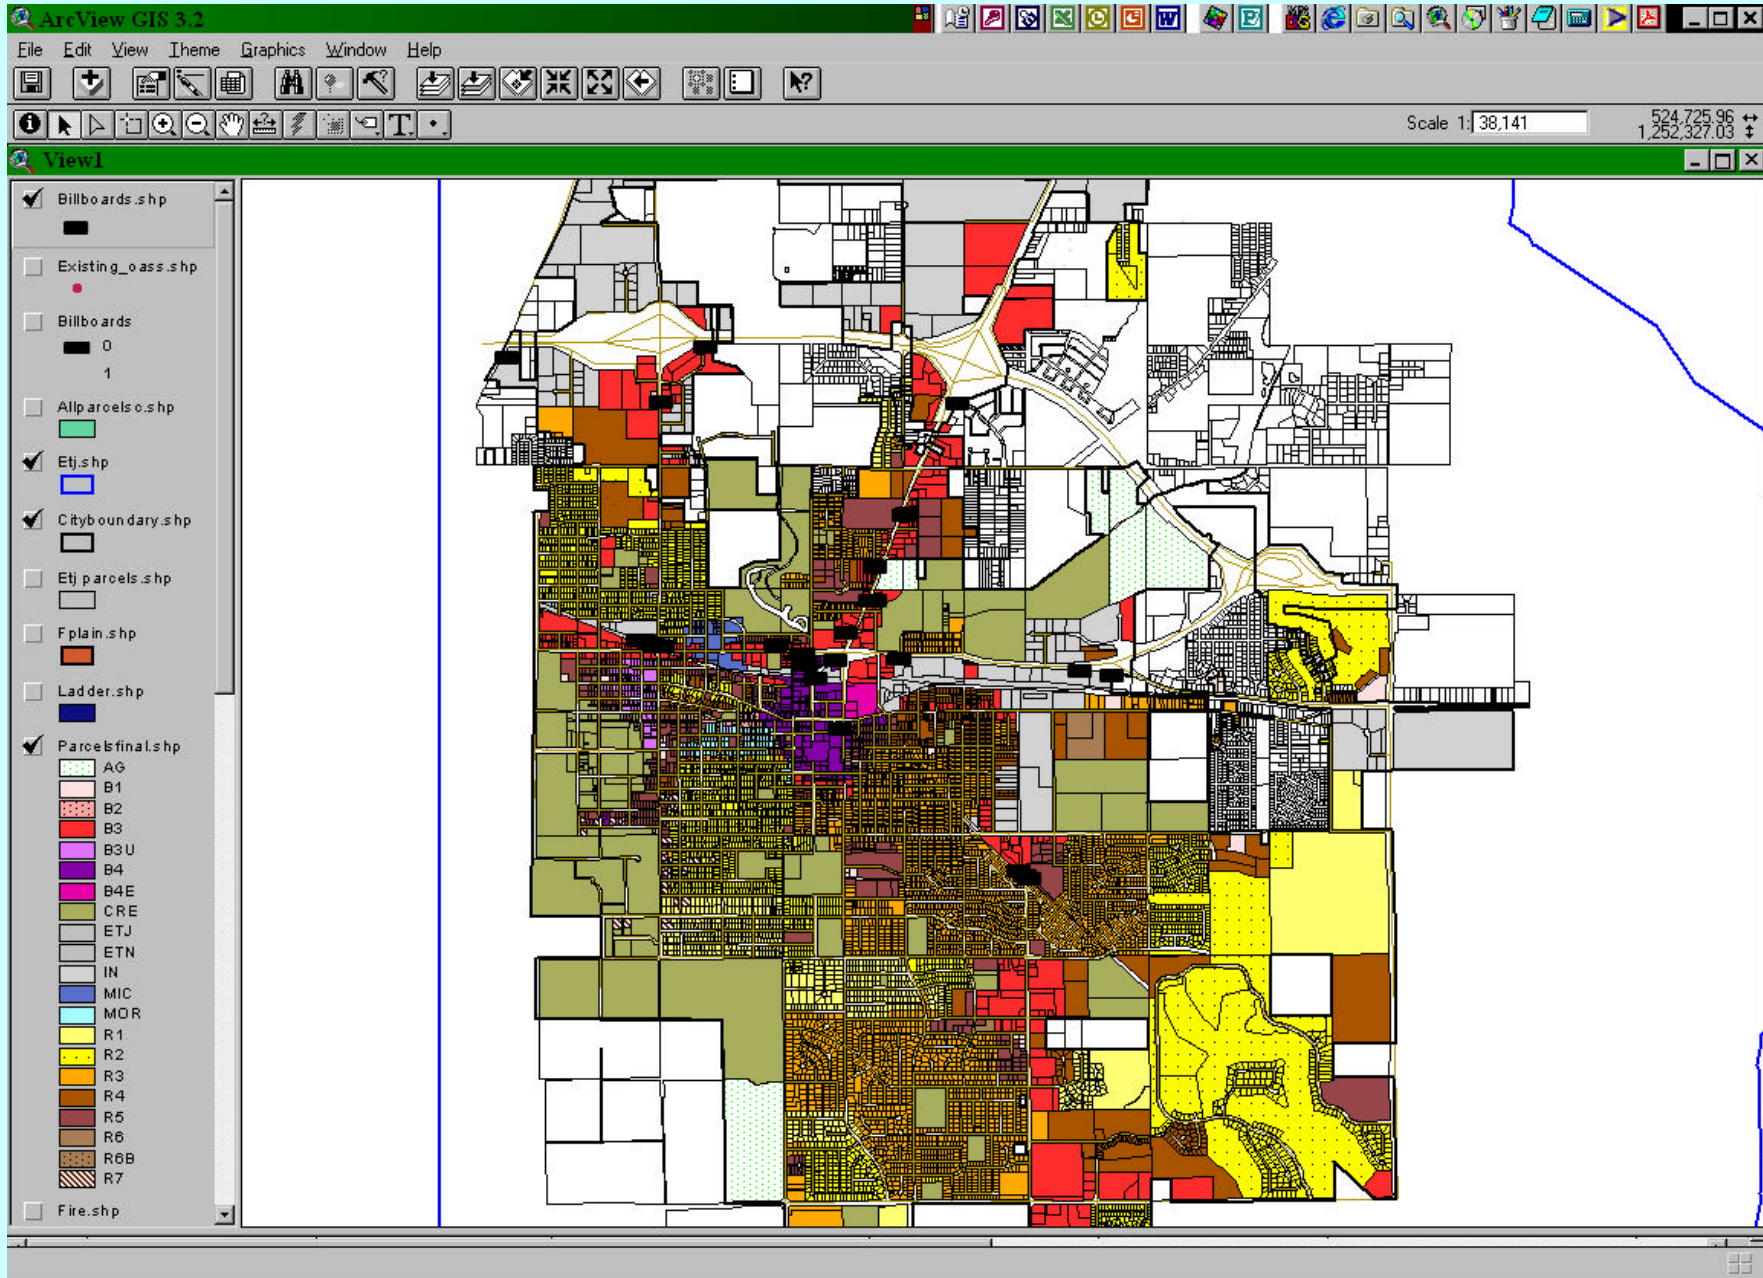 ArcView GIS 3.2
File Edit View Theme Graphics Window Help
Scale 1: 38,141
524,725.96
1,252,327.03
View1
Billboards.shp
Existing_oass.shp
Billboards
0
1
Allparcelsc.shp
Etj.shp
Cityboundary.shp
Etj parcels.shp
Fplain.shp
Ladder.shp
Parcelsfinal.shp
AG
B1
B2
B3
B3U
B4
B4E
CRE
ETJ
ETN
IN
MIC
MOR
R1
R2
R3
R4
R5
R6
R6B
R7
Fire.shp